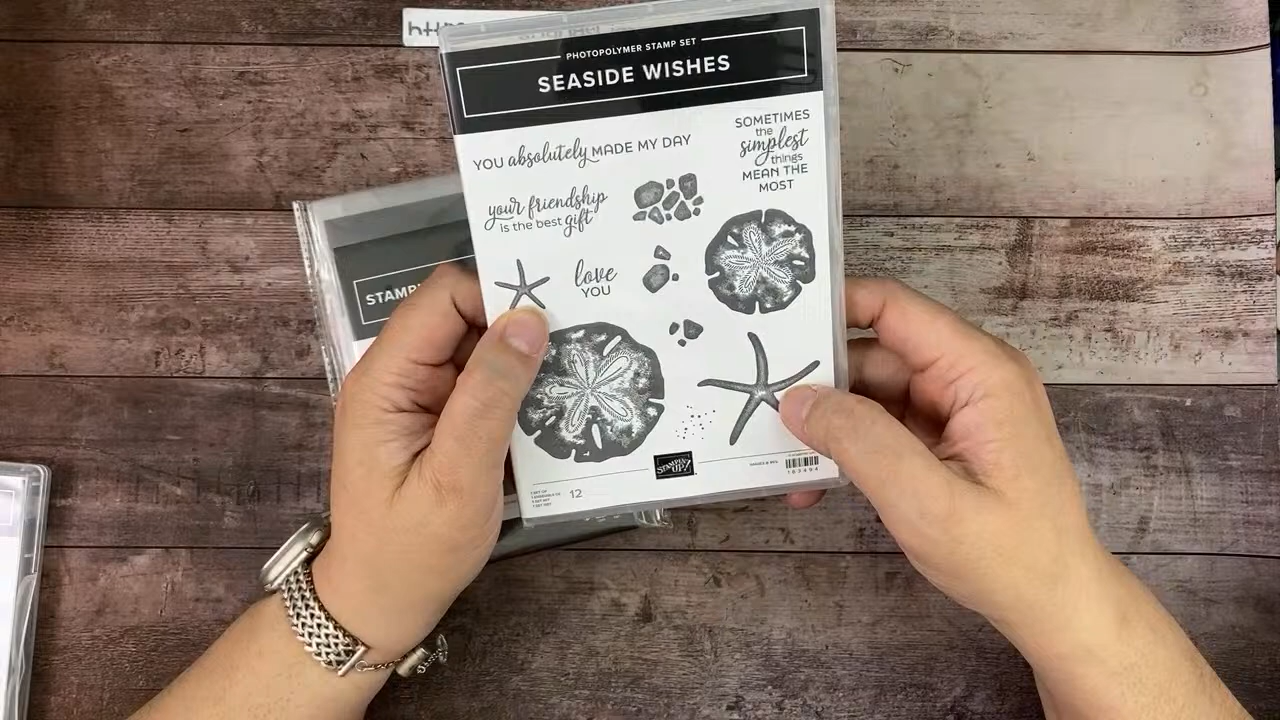 PHOTOPOLYMER STAMP SET
SEASIDE WISHES
YOU absolutely MADE MY DAY
SOMETIMES
the
simplest
things
MEAN THE
MOST
your friendship
is the best gift
love
YOU
STAMPIN'
UP!
12
163494